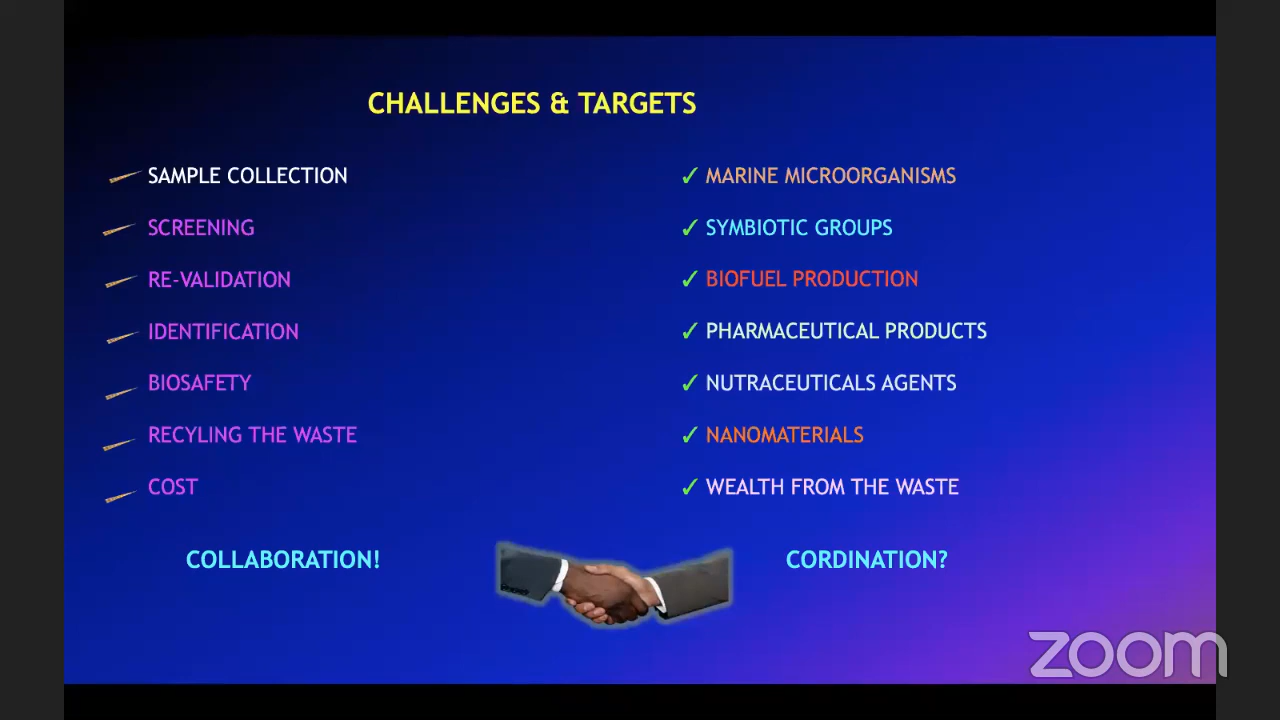 CHALLENGES & TARGETS
SAMPLE COLLECTION
SCREENING
RE-VALIDATION
IDENTIFICATION
BIOSAFETY
RECYLING THE WASTE
COST
✓ MARINE MICROORGANISMS
✓ SYMBIOTIC GROUPS
✓ BIOFUEL PRODUCTION
✓ PHARMACEUTICAL PRODUCTS
✓ NUTRACEUTICALS AGENTS
✓ NANOMATERIALS
✓ WEALTH FROM THE WASTE
COLLABORATION!
CORDINATION?
zoom